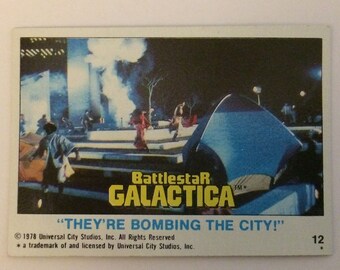 BattlestaR
GALACTICA™*
"THEY'RE BOMBING THE CITY!"
©1978 Universal City Studios, Inc. All Rights Reserved
* a trademark of and licensed by Universal City Studios, Inc.
12
*